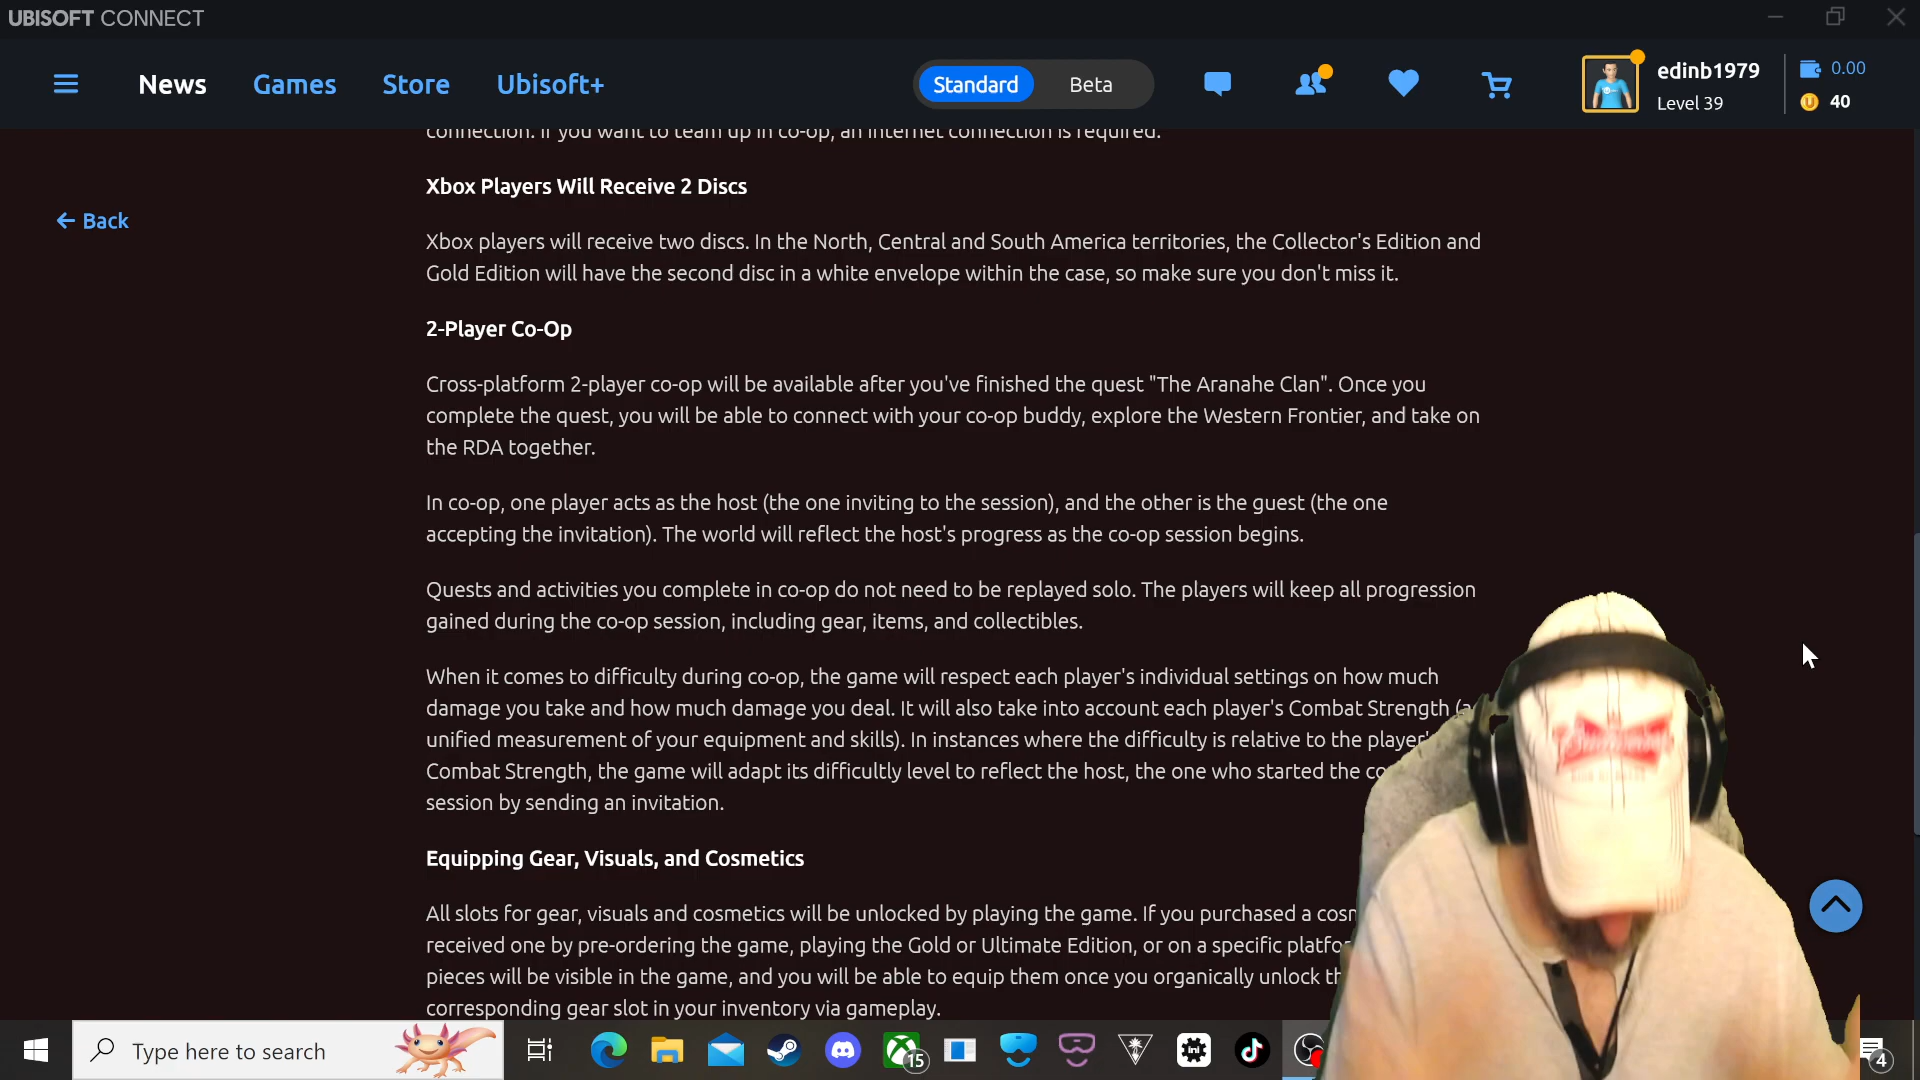 UBISOFT CONNECT
News
Games
Store
Ubisoft+
Standard
Beta
edinb1979
Level 39
0.00
40
connection. If you want to team up in co-op, an internet connection is required.
Back
Xbox Players Will Receive 2 Discs
Xbox players will receive two discs. In the North, Central and South America territories, the Collector's Edition and
Gold Edition will have the second disc in a white envelope within the case, so make sure you don't miss it.
2-Player Co-Op
Cross-platform 2-player co-op will be available after you've finished the quest "The Aranahe Clan". Once you
complete the quest, you will be able to connect with your co-op buddy, explore the Western Frontier, and take on
the RDA together.
In co-op, one player acts as the host (the one inviting to the session), and the other is the guest (the one
accepting the invitation). The world will reflect the host's progress as the co-op session begins.
Quests and activities you complete in co-op do not need to be replayed solo. The players will keep all progression
gained during the co-op session, including gear, items, and collectibles.
When it comes to difficulty during co-op, the game will respect each player's individual settings on how much
damage you take and how much damage you deal. It will also take into account each player's Combat Strength (a
unified measurement of your equipment and skills). In instances where the difficulty is relative to the player'
Combat Strength, the game will adapt its difficultly level to reflect the host, the one who started the
session by sending an invitation.
Equipping Gear, Visuals, and Cosmetics
All slots for gear, visuals and cosmetics will be unlocked by playing the game. If you purchased a
received one by pre-ordering the game, playing the Gold or Ultimate Edition, or on a specific
pieces will be visible in the game, and you will be able to equip them once you organically unlock
corresponding gear slot in your inventory via gameplay.
Type here to search
15
4